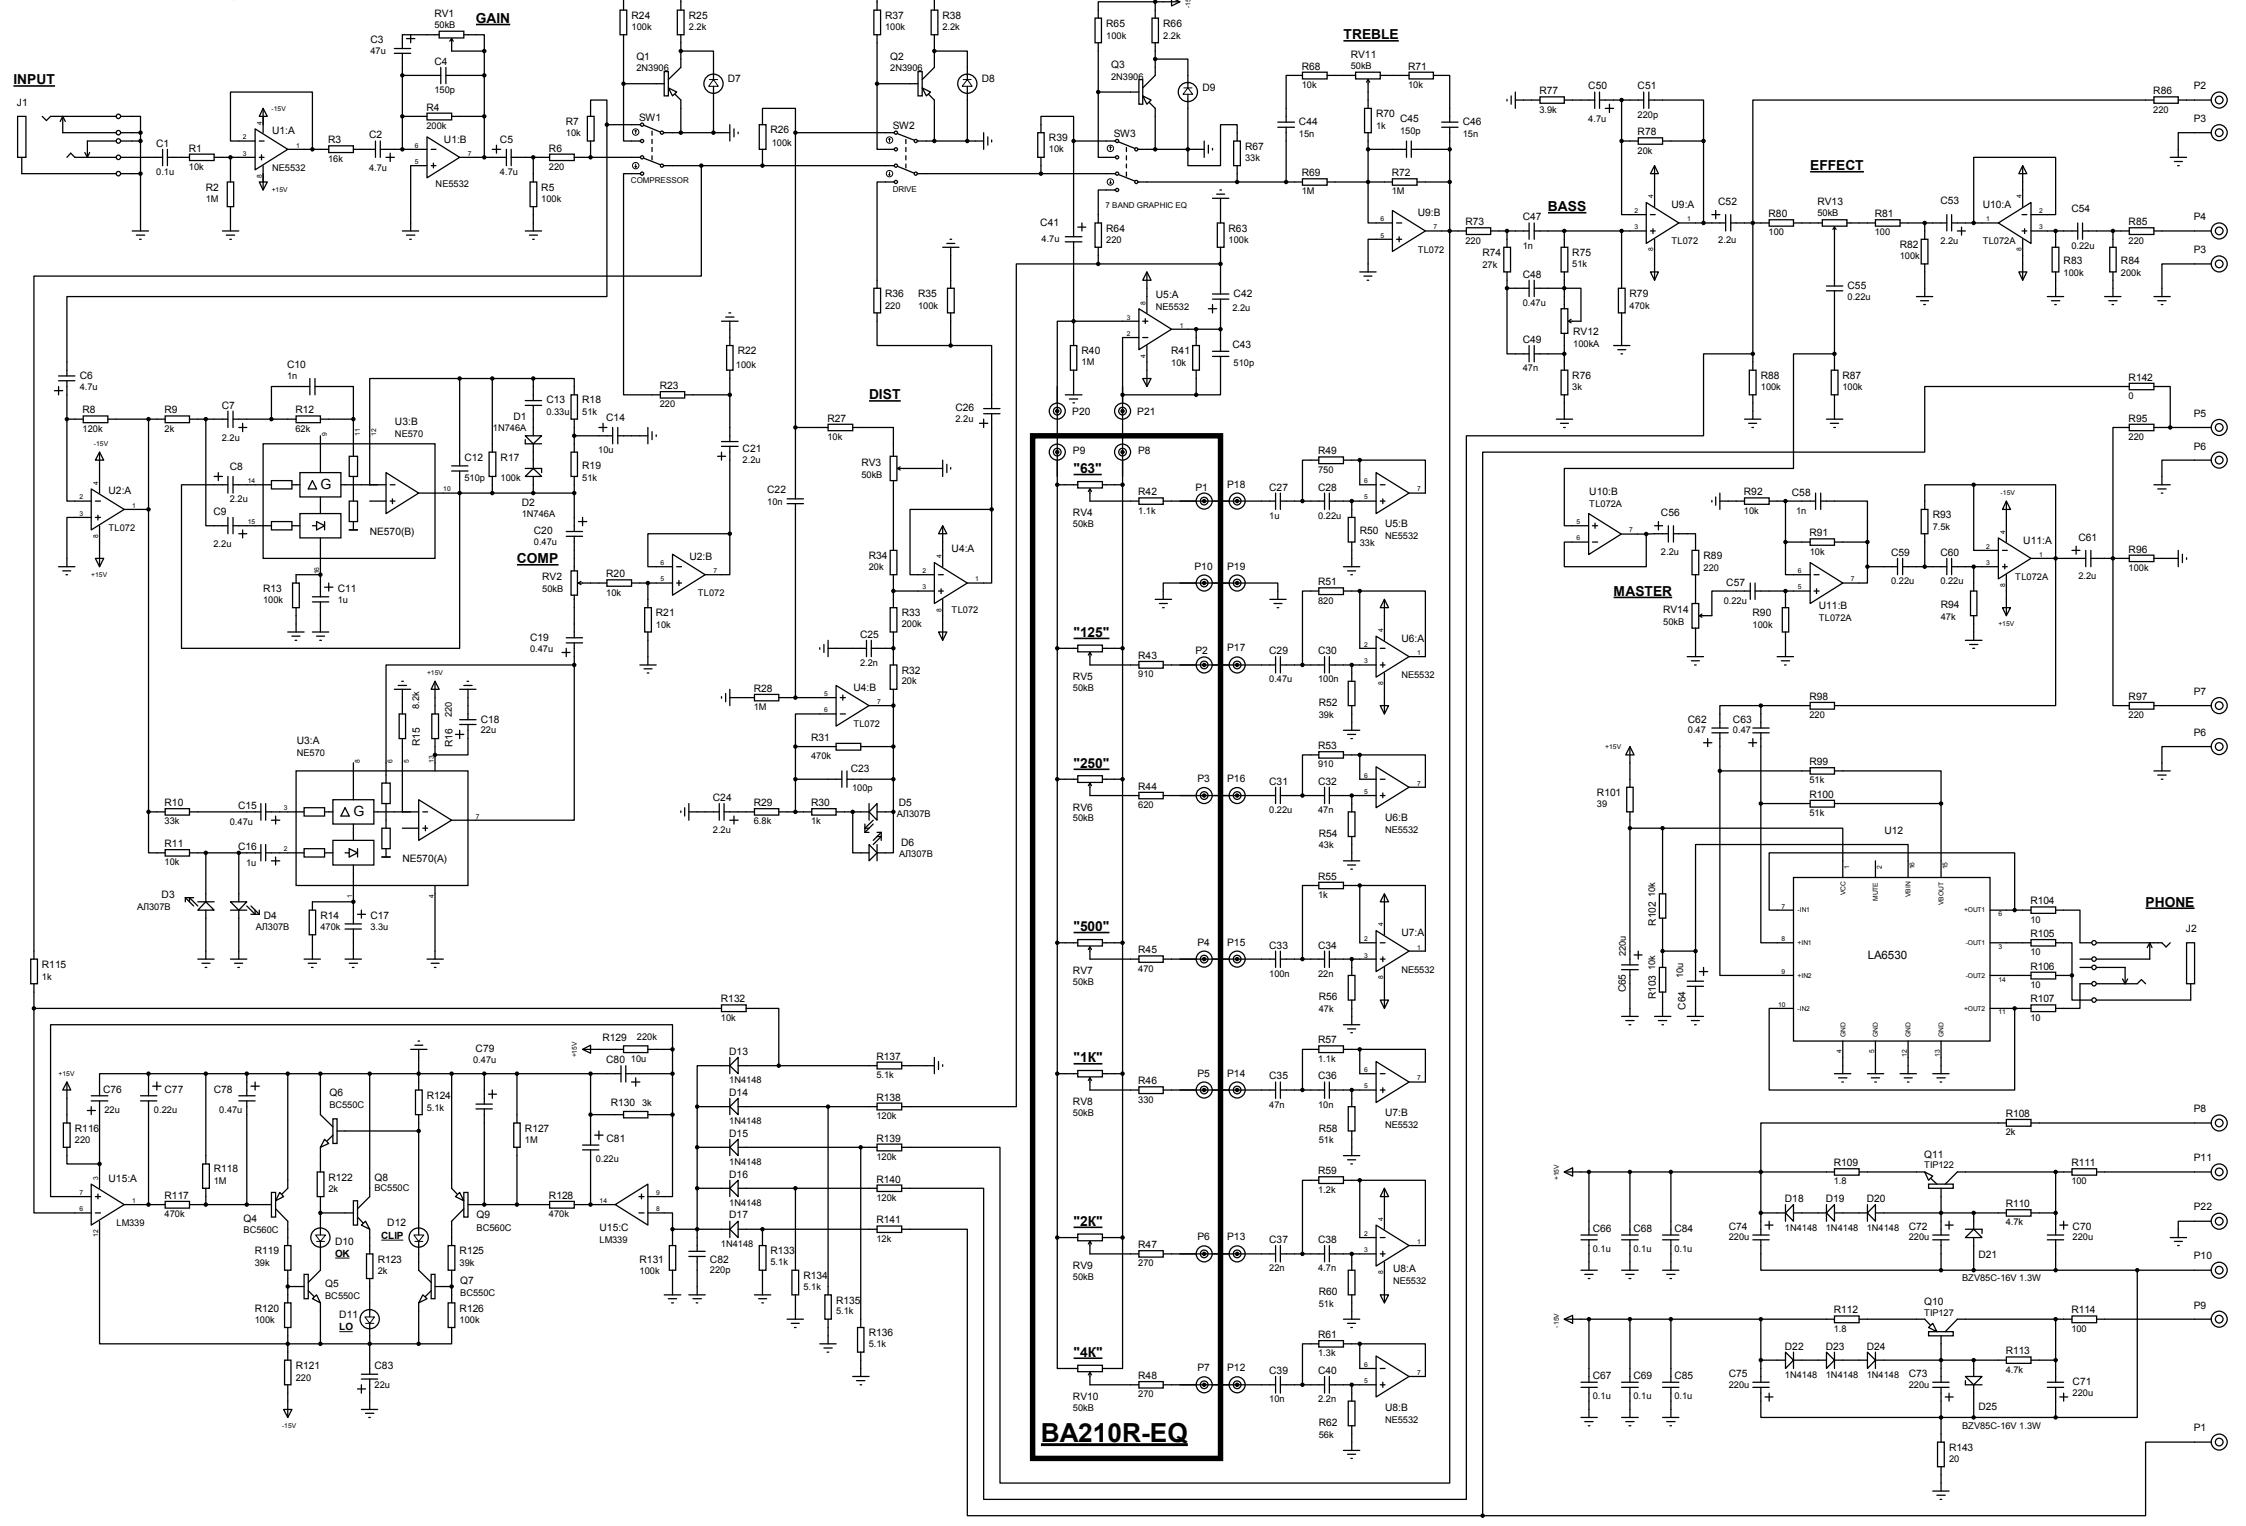 GAIN
INPUT
J1
C1
0.1u
R1
10k
R2
1M
-15V
U1:A
NE5532
+15V
R3
16k
C2
4.7u
C3
47u
RV1
50kB
C4
150p
R4
200k
U1:B
NE5532
C5
4.7u
R5
100k
R6
220
R7
10k
R24
100k
R25
2.2k
Q1
2N3906
D7
SW1
COMPRESSOR
R26
100k
R37
100k
R38
2.2k
Q2
2N3906
D8
SW2
DRIVE
R39
10k
R65
100k
R66
2.2k
Q3
2N3906
D9
SW3
7 BAND GRAPHIC EQ
R67
33k
TREBLE
R68
10k
RV11
50kB
R71
10k
C44
15n
R70
1k
C45
150p
C46
15n
R69
1M
R72
1M
U9:B
TL072
R73
220
BASS
C47
1n
R74
27k
C48
0.47u
C49
47n
R75
51k
RV12
100kA
R76
3k
R77
3.9k
C50
4.7u
C51
220p
R78
20k
U9:A
TL072
R79
470k
C52
2.2u
EFFECT
R80
100
RV13
50kB
R81
100
R82
100k
C53
2.2u
U10:A
TL072A
C54
0.22u
R83
100k
R84
200k
R85
220
R86
220
P2
P3
P4
P3
C55
0.22u
R88
100k
R87
100k
R142
0
R95
220
P5
P6
C6
4.7u
R8
120k
R9
2k
-15V
U2:A
TL072
+15V
C7
2.2u
C8
2.2u
C9
2.2u
C10
1n
R12
62k
U3:B
NE570
ΔG
NE570(B)
R13
100k
C11
1u
C12
510p
R17
100k
C13
0.33u
D1
1N746A
D2
1N746A
R18
51k
C14
10u
R19
51k
C20
0.47u
COMP
RV2
50kB
C19
0.47u
R20
10k
R21
10k
U2:B
TL072
R22
100k
R23
220
C21
2.2u
U3:A
NE570
ΔG
NE570(A)
R10
33k
R11
10k
C15
0.47u
C16
1u
D3
АЛ307В
D4
АЛ307В
R14
470k
C17
3.3u
R15
8.2k
R16
220
+15V
C18
22u
DIST
R27
10k
RV3
50kB
C22
10n
R28
1M
U4:B
TL072
R31
470k
C23
100p
C24
2.2u
R29
6.8k
R30
1k
D5
АЛ307В
D6
АЛ307В
R32
20k
C25
2.2n
R33
200k
R34
20k
U4:A
TL072
C26
2.2u
R35
100k
R36
220
C41
4.7u
R64
220
R63
100k
U5:A
NE5532
C42
2.2u
C43
510p
R40
1M
R41
10k
P20
P21
P9
P8
"63"
RV4
50kB
R42
1.1k
P1
P18
C27
1u
C28
0.22u
R49
750
R50
33k
U5:B
NE5532
P10
P19
"125"
RV5
50kB
R43
910
P2
P17
C29
0.47u
C30
100n
R51
820
R52
39k
U6:A
NE5532
"250"
RV6
50kB
R44
620
P3
P16
C31
0.22u
C32
47n
R53
910
R54
43k
U6:B
NE5532
"500"
RV7
50kB
R45
470
P4
P15
C33
100n
C34
22n
R55
1k
R56
47k
U7:A
NE5532
"1K"
RV8
50kB
R46
330
P5
P14
C35
47n
C36
10n
R57
1.1k
R58
51k
U7:B
NE5532
"2K"
RV9
50kB
R47
270
P6
P13
C37
22n
C38
4.7n
R59
1.2k
R60
51k
U8:A
NE5532
"4K"
RV10
50kB
R48
270
P7
P12
C39
10n
C40
2.2n
R61
1.3k
R62
56k
U8:B
NE5532
BA210R-EQ
U10:B
TL072A
C56
2.2u
R89
220
MASTER
RV14
50kB
C57
0.22u
R90
100k
R92
10k
C58
1n
R91
10k
U11:B
TL072A
C59
0.22u
C60
0.22u
R93
7.5k
R94
47k
-15V
U11:A
TL072A
+15V
C61
2.2u
R96
100k
R97
220
P7
P6
R98
220
C62
0.47
C63
0.47
R99
51k
R100
51k
+15V
R101
39
C65
220u
R102
10k
R103
10k
C64
10u
U12
LA6530
VCC
MUTE
VBIN
VBOUT
-IN1
+IN1
+IN2
-IN2
+OUT1
-OUT1
-OUT2
+OUT2
GND
GND
GND
GND
R104
10
R105
10
R106
10
R107
10
PHONE
J2
R115
1k
R132
10k
+15V
R116
220
C76
22u
C77
0.22u
C78
0.47u
U15:A
LM339
R117
470k
R118
1M
Q4
BC560C
R119
39k
R120
100k
R121
220
-15V
Q5
BC550C
Q6
BC550C
R122
2k
D10
OK
Q8
BC550C
R123
2k
D11
LO
C83
22u
D12
CLIP
R124
5.1k
Q9
BC560C
R125
39k
R126
100k
Q7
BC550C
C79
0.47u
R127
1M
R128
470k
+15V
R129
220k
C80
10u
R130
3k
C81
0.22u
U15:C
LM339
R131
100k
C82
220p
D13
1N4148
D14
1N4148
D15
1N4148
D16
1N4148
D17
1N4148
R133
5.1k
R134
5.1k
R135
5.1k
R136
5.1k
R137
5.1k
R138
120k
R139
120k
R140
120k
R141
12k
R108
2k
P8
+15V
C66
0.1u
C68
0.1u
C84
0.1u
R109
1.8
Q11
TIP122
R111
100
P11
D18
1N4148
D19
1N4148
D20
1N4148
R110
4.7k
C74
220u
C72
220u
D21
BZV85C-16V 1.3W
C70
220u
P22
P10
-15V
C67
0.1u
C69
0.1u
C85
0.1u
R112
1.8
Q10
TIP127
R114
100
P9
D22
1N4148
D23
1N4148
D24
1N4148
R113
4.7k
C75
220u
C73
220u
D25
BZV85C-16V 1.3W
C71
220u
R143
20
P1